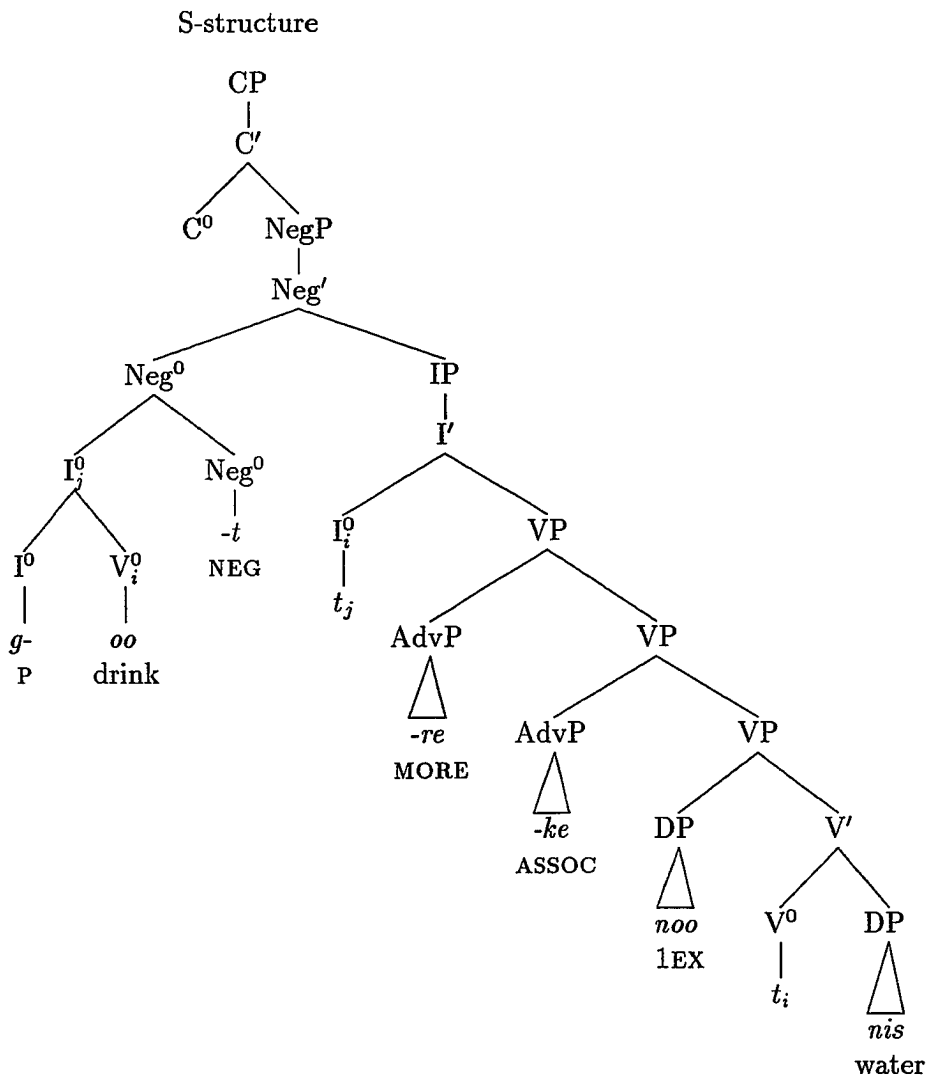 S-structure
CP
C′
C⁰ NegP
Neg′
Neg⁰ IP
I′
I⁰ⱼ Neg⁰
-t
I⁰ᵢ VP
I⁰ V⁰ᵢ NEG
tⱼ
g- oo AdvP VP
P drink
-re AdvP VP
MORE
-ke DP V′
ASSOC
noo V⁰ DP
1EX
tᵢ
nis
water